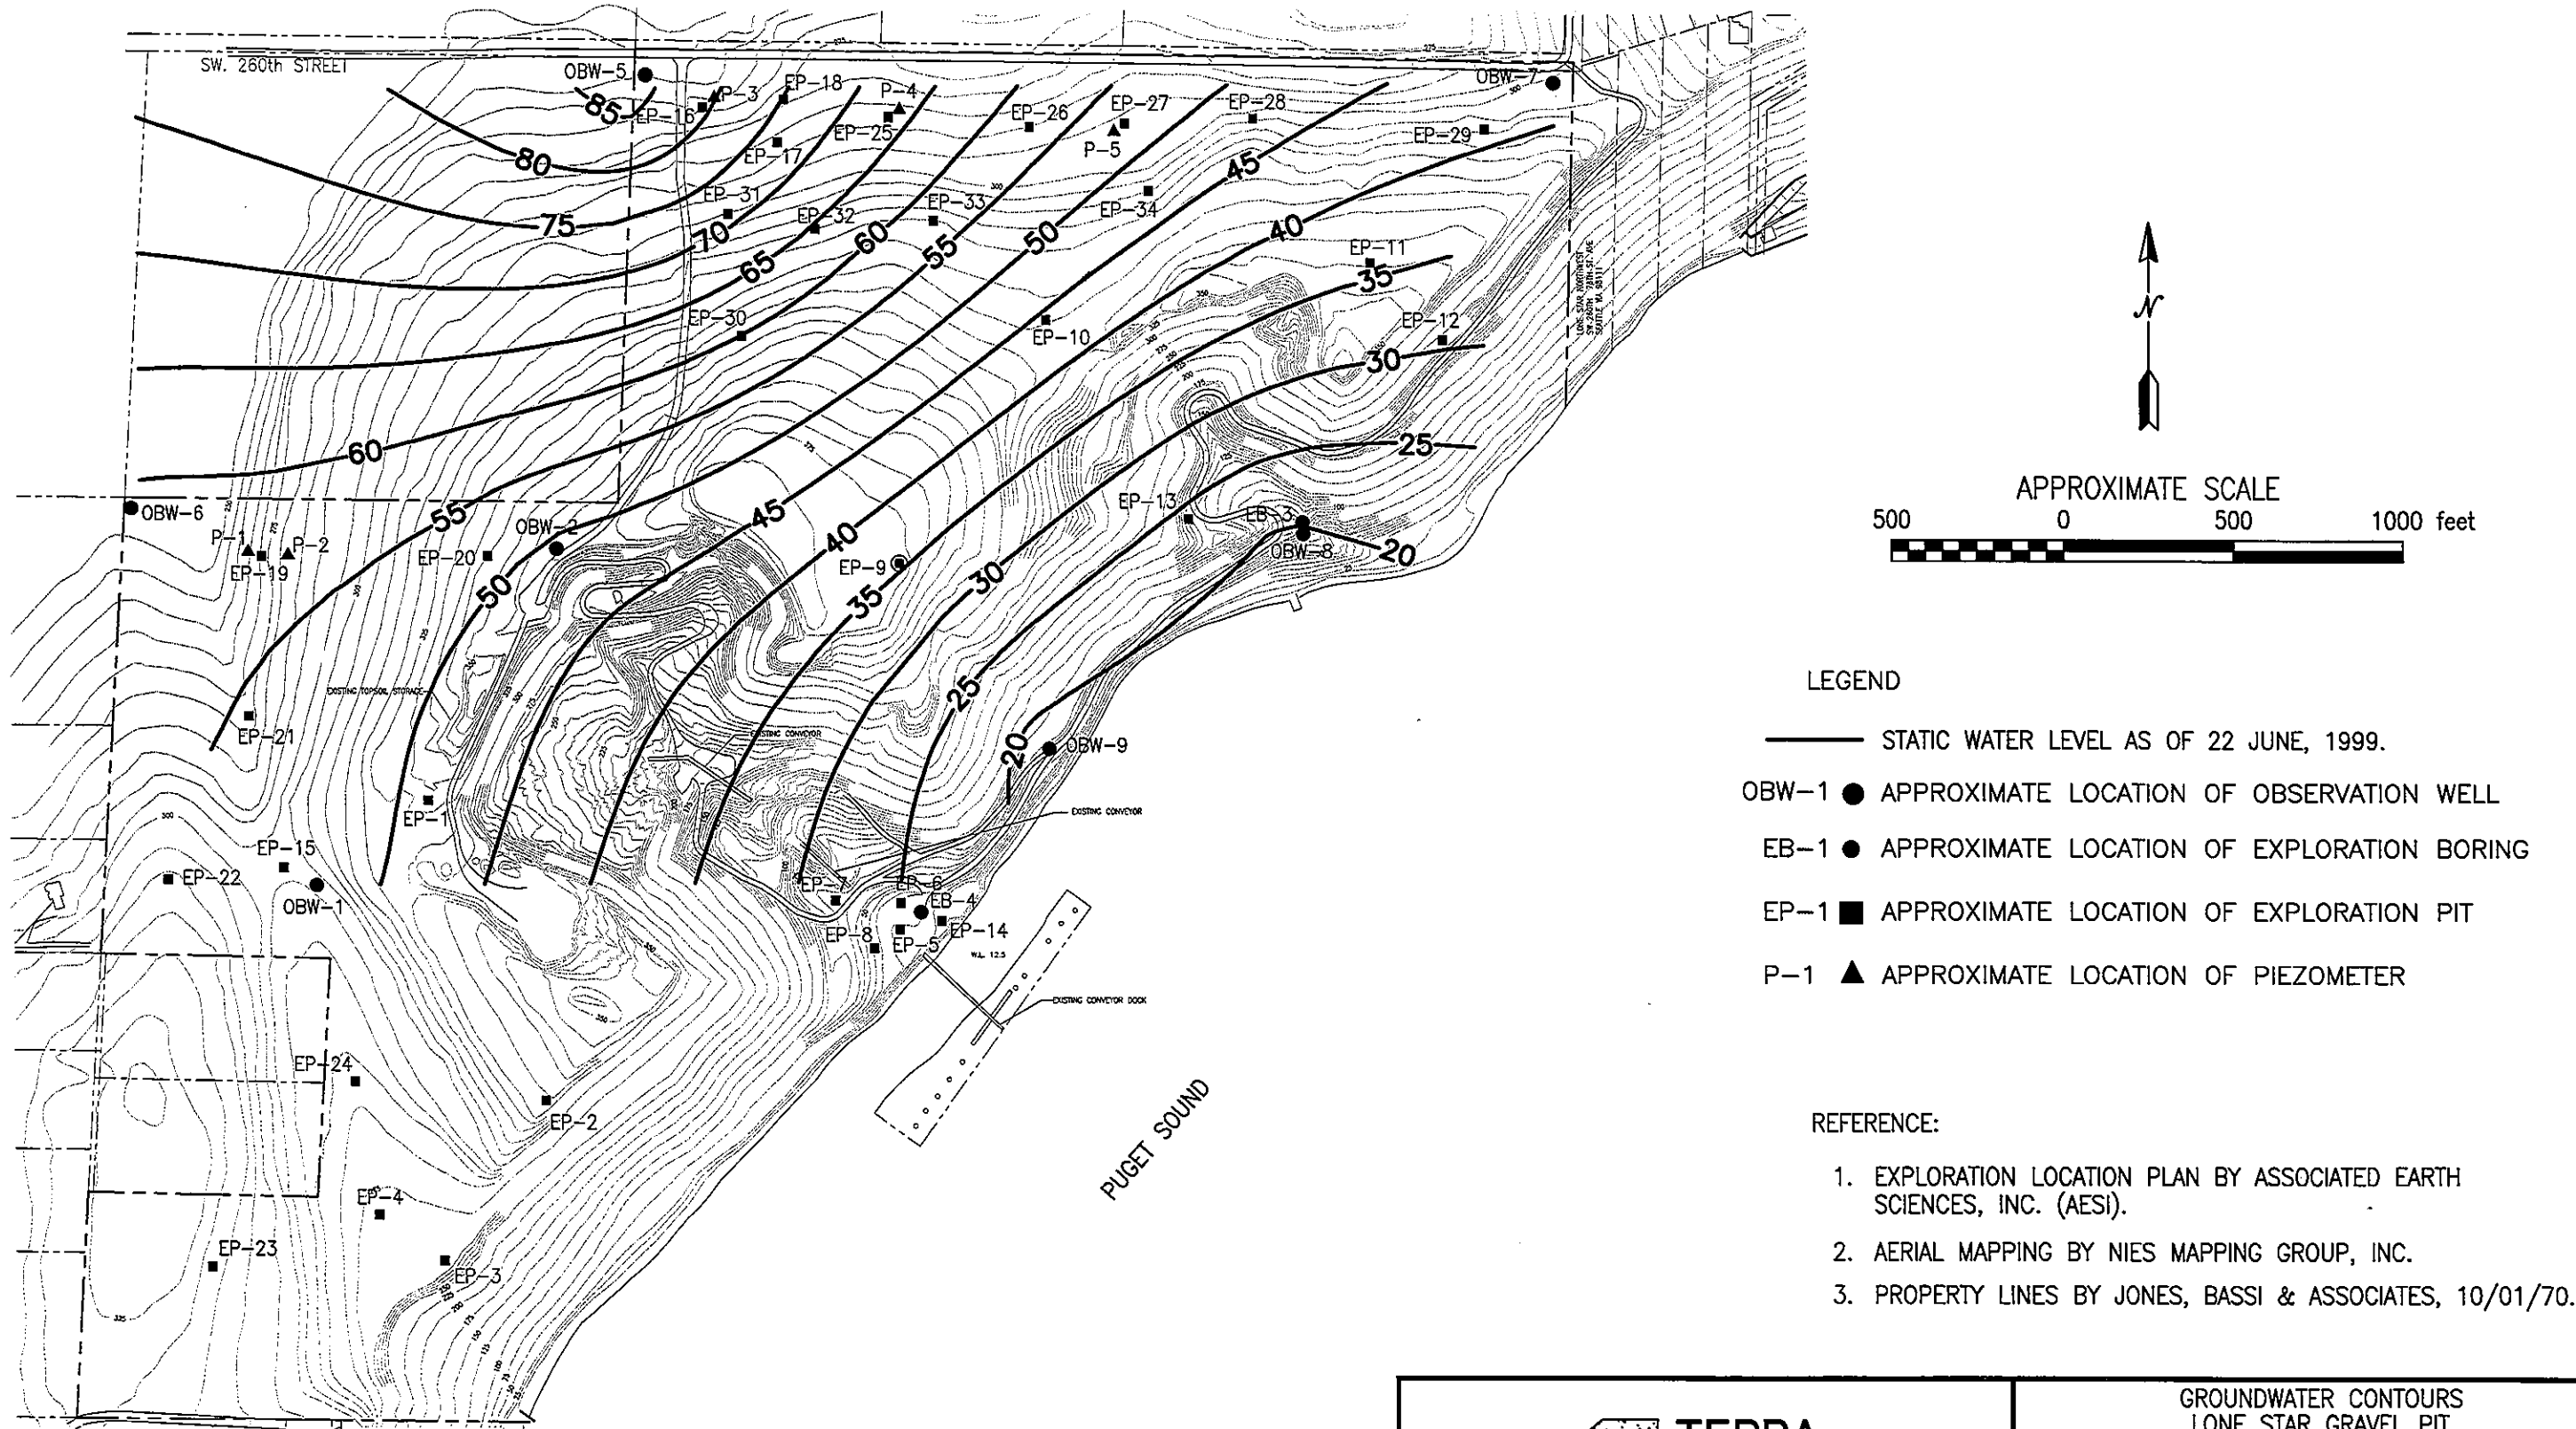 SW. 260th STREET
OBW-5
EP-16
P-3
EP-18
P-4
EP-25
EP-17
EP-26
EP-27
P-5
EP-28
OBW-7
EP-29
85
80
75
70
65
60
55
50
45
40
35
30
25
20
EP-31
EP-32
EP-33
EP-34
EP-11
EP-12
EP-30
EP-10
60
55
50
45
40
35
30
25
20
OBW-6
P-1
P-2
EP-19
EP-20
OBW-2
EP-9
EP-13
EB-3
OBW-8
EXISTING TOPSOIL STORAGE
EP-21
EXISTING CONVEYOR
OBW-9
EP-1
EXISTING CONVEYOR
EP-15
EP-22
OBW-1
EP-7
EP-6
EB-4
EP-14
EP-8
EP-5
W.L. 12.5
EXISTING CONVEYOR DOCK
EP-24
EP-2
EP-4
EP-23
EP-3
PUGET SOUND
N
APPROXIMATE SCALE
500 0 500 1000 feet
LEGEND
STATIC WATER LEVEL AS OF 22 JUNE, 1999.
OBW-1 APPROXIMATE LOCATION OF OBSERVATION WELL
EB-1 APPROXIMATE LOCATION OF EXPLORATION BORING
EP-1 APPROXIMATE LOCATION OF EXPLORATION PIT
P-1 APPROXIMATE LOCATION OF PIEZOMETER
REFERENCE:
1. EXPLORATION LOCATION PLAN BY ASSOCIATED EARTH
SCIENCES, INC. (AESI).
2. AERIAL MAPPING BY NIES MAPPING GROUP, INC.
3. PROPERTY LINES BY JONES, BASSI & ASSOCIATES, 10/01/70.
TERRA
GROUNDWATER CONTOURS
LONE STAR GRAVEL PIT